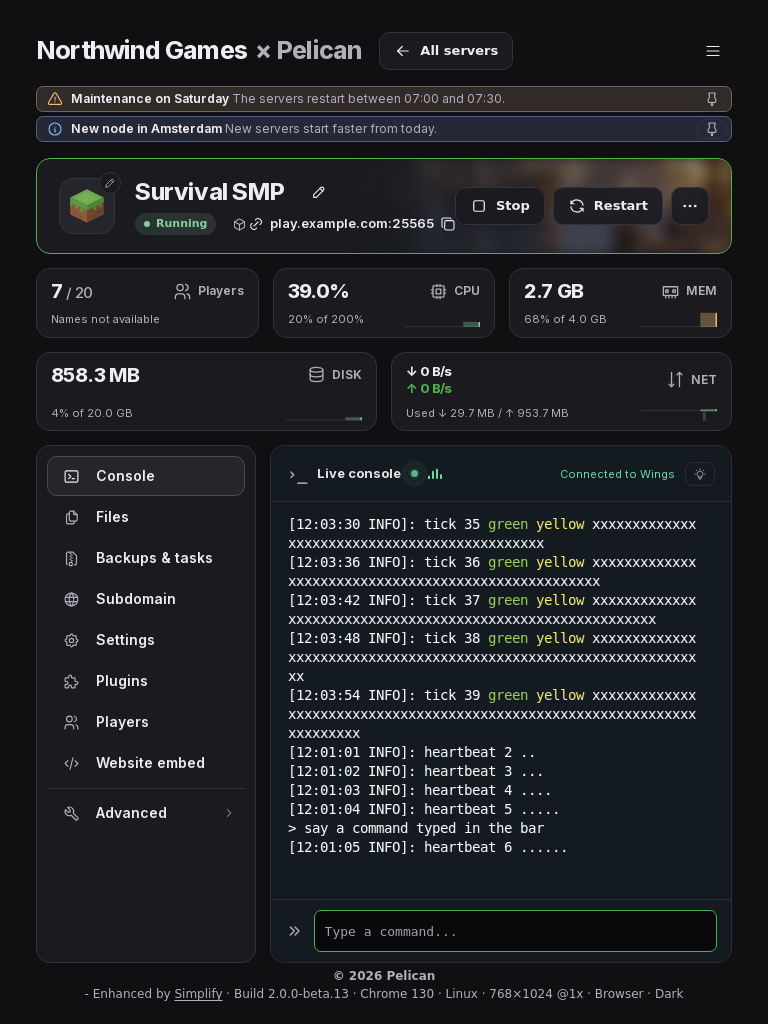 Northwind Games × Pelican
All servers
Maintenance on Saturday The servers restart between 07:00 and 07:30.
New node in Amsterdam New servers start faster from today.
Survival SMP
Running
play.example.com:25565
Stop
Restart
7 / 20
Players
Names not available
39.0%
CPU
20% of 200%
2.7 GB
MEM
68% of 4.0 GB
858.3 MB
DISK
4% of 20.0 GB
↓ 0 B/s
↑ 0 B/s
NET
Used ↓ 29.7 MB / ↑ 953.7 MB
Console
Files
Backups & tasks
Subdomain
Settings
Plugins
Players
Website embed
Advanced
Live console
Connected to Wings
[12:03:30 INFO]: tick 35 green yellow xxxxxxxxxxxxx
xxxxxxxxxxxxxxxxxxxxxxxxxxxxxxxx
[12:03:36 INFO]: tick 36 green yellow xxxxxxxxxxxxx
xxxxxxxxxxxxxxxxxxxxxxxxxxxxxxxxxxxxxxx
[12:03:42 INFO]: tick 37 green yellow xxxxxxxxxxxxx
xxxxxxxxxxxxxxxxxxxxxxxxxxxxxxxxxxxxxxxxxxxxxx
[12:03:48 INFO]: tick 38 green yellow xxxxxxxxxxxxx
xxxxxxxxxxxxxxxxxxxxxxxxxxxxxxxxxxxxxxxxxxxxxxxxxxx
xx
[12:03:54 INFO]: tick 39 green yellow xxxxxxxxxxxxx
xxxxxxxxxxxxxxxxxxxxxxxxxxxxxxxxxxxxxxxxxxxxxxxxxxx
xxxxxxxxx
[12:01:01 INFO]: heartbeat 2 ..
[12:01:02 INFO]: heartbeat 3 ...
[12:01:03 INFO]: heartbeat 4 ....
[12:01:04 INFO]: heartbeat 5 .....
> say a command typed in the bar
[12:01:05 INFO]: heartbeat 6 ......
Type a command...
© 2026 Pelican
- Enhanced by Simplify · Build 2.0.0-beta.13 · Chrome 130 · Linux · 768×1024 @1x · Browser · Dark